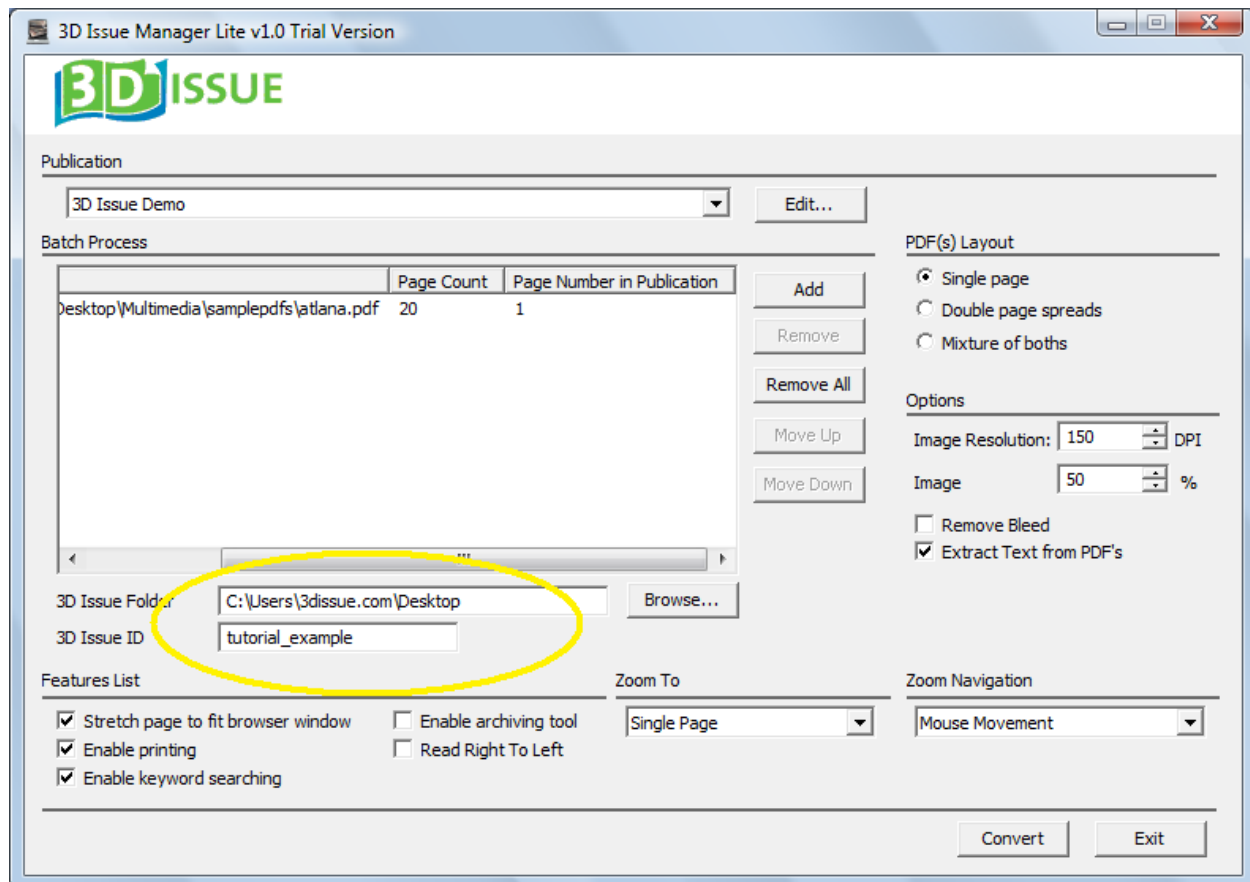 3D Issue Manager Lite v1.0 Trial Version
3D ISSUE
Publication
3D Issue Demo
Edit...
Batch Process
Page Count Page Number in Publication
Desktop\Multimedia\samplepdfs\atlana.pdf 20 1
Add
Remove
Remove All
Move Up
Move Down
PDF(s) Layout
Single page
Double page spreads
Mixture of boths
Options
Image Resolution: 150 DPI
Image 50 %
Remove Bleed
Extract Text from PDF's
3D Issue Folder C:\Users\3dissue.com\Desktop Browse...
3D Issue ID tutorial_example
Features List
Stretch page to fit browser window
Enable printing
Enable keyword searching
Enable archiving tool
Read Right To Left
Zoom To
Single Page
Zoom Navigation
Mouse Movement
Convert Exit